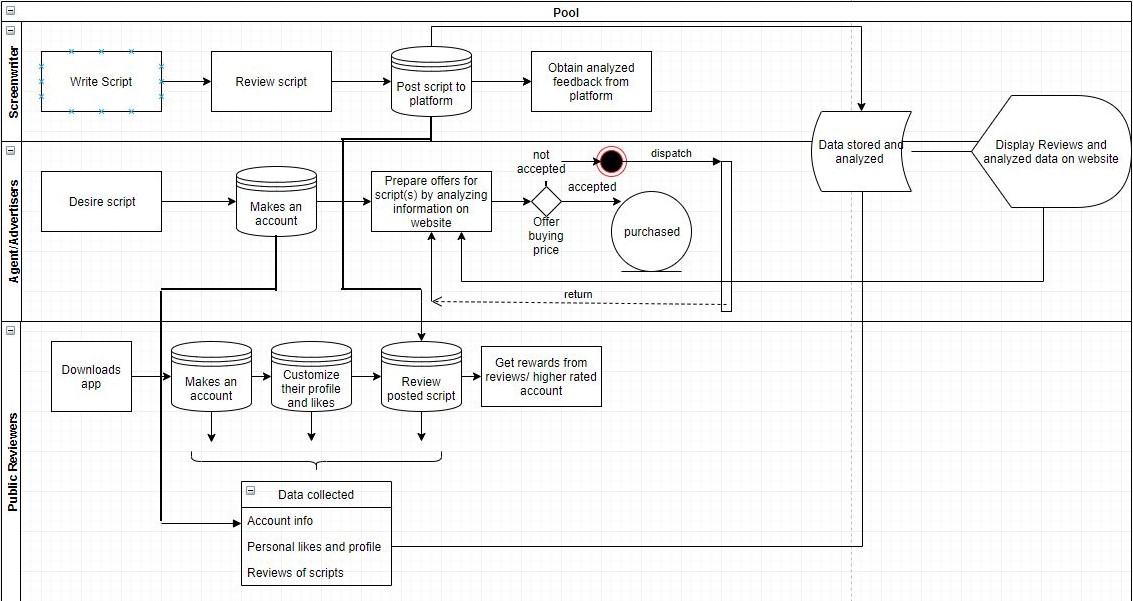 Pool
Screenwriter
Write Script
Review script
Post script to
platform
Obtain analyzed
feedback from
platform
Data stored and
analyzed
Display Reviews and
analyzed data on website
Agent/Advertisers
Desire script
Makes an
account
Prepare offers for
script(s) by analyzing
information on
website
not
accepted
accepted
Offer
buying
price
dispatch
purchased
return
Public Reviewers
Downloads
app
Makes an
account
Customize
their profile
and likes
Review
posted script
Get rewards from
reviews/ higher rated
account
Data collected
Account info
Personal likes and profile
Reviews of scripts